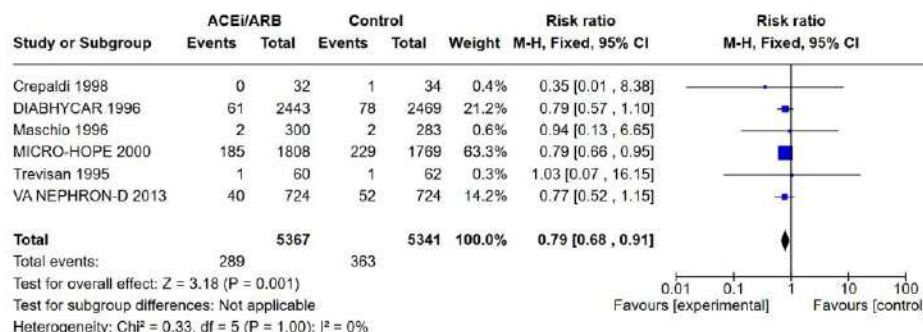 ACEi/ARB Control Risk ratio Risk ratio
Study or Subgroup Events Total Events Total Weight M-H, Fixed, 95% CI M-H, Fixed, 95% CI
Crepaldi 1998 0 32 1 34 0.4% 0.35 [0.01 , 8.38]
DIABHYCAR 1996 61 2443 78 2469 21.2% 0.79 [0.57 , 1.10]
Maschio 1996 2 300 2 283 0.6% 0.94 [0.13 , 6.65]
MICRO-HOPE 2000 185 1808 229 1769 63.3% 0.79 [0.66 , 0.95]
Trevisan 1995 1 60 1 62 0.3% 1.03 [0.07 , 16.15]
VA NEPHRON-D 2013 40 724 52 724 14.2% 0.77 [0.52 , 1.15]
Total 5367 5341 100.0% 0.79 [0.68 , 0.91]
Total events: 289 363
Test for overall effect: Z = 3.18 (P = 0.001) 0.01 0.1 1 10 100
Test for subgroup differences: Not applicable Favours [experimental] Favours [control]
Heterogeneity: Chi² = 0.33, df = 5 (P = 1.00); I² = 0%